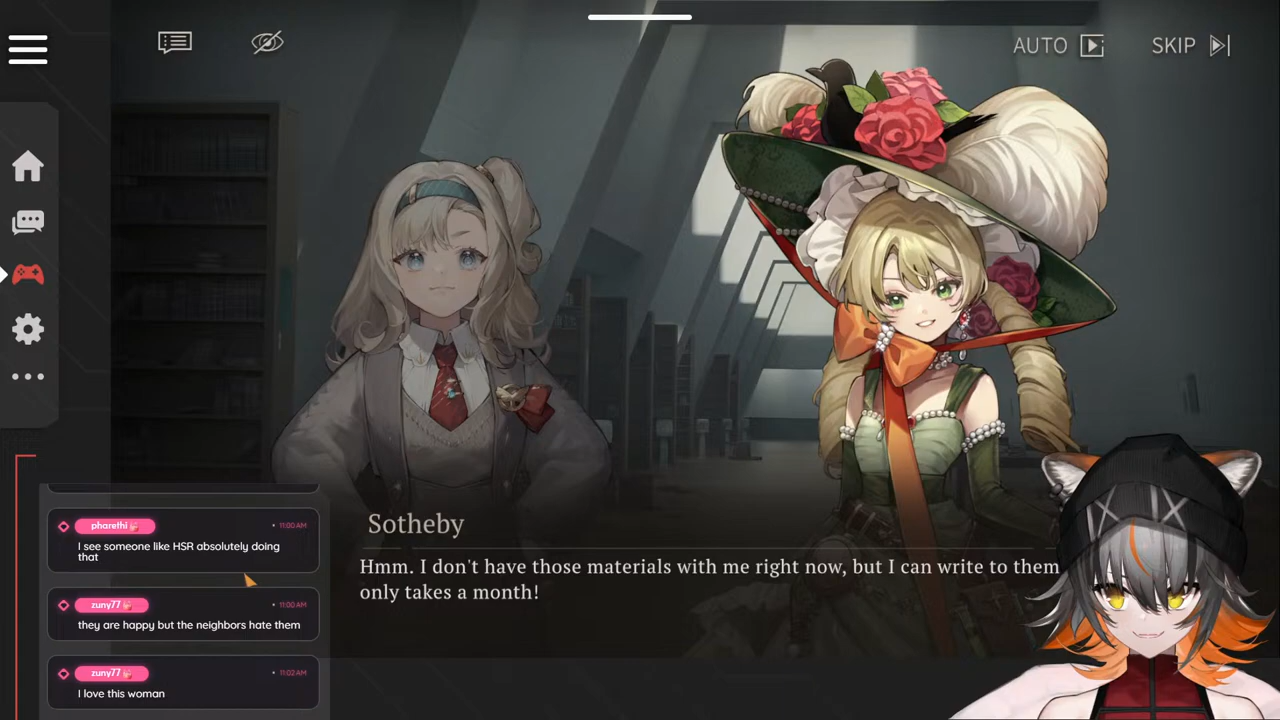 AUTO
SKIP
pharethi
• 11:00 AM
I see someone like HSR absolutely doing
that
zuny77
• 11:00 AM
they are happy but the neighbors hate them
zuny77
• 11:02 AM
I love this woman
Sotheby
Hmm. I don't have those materials with me right now, but I can write to them
only takes a month!